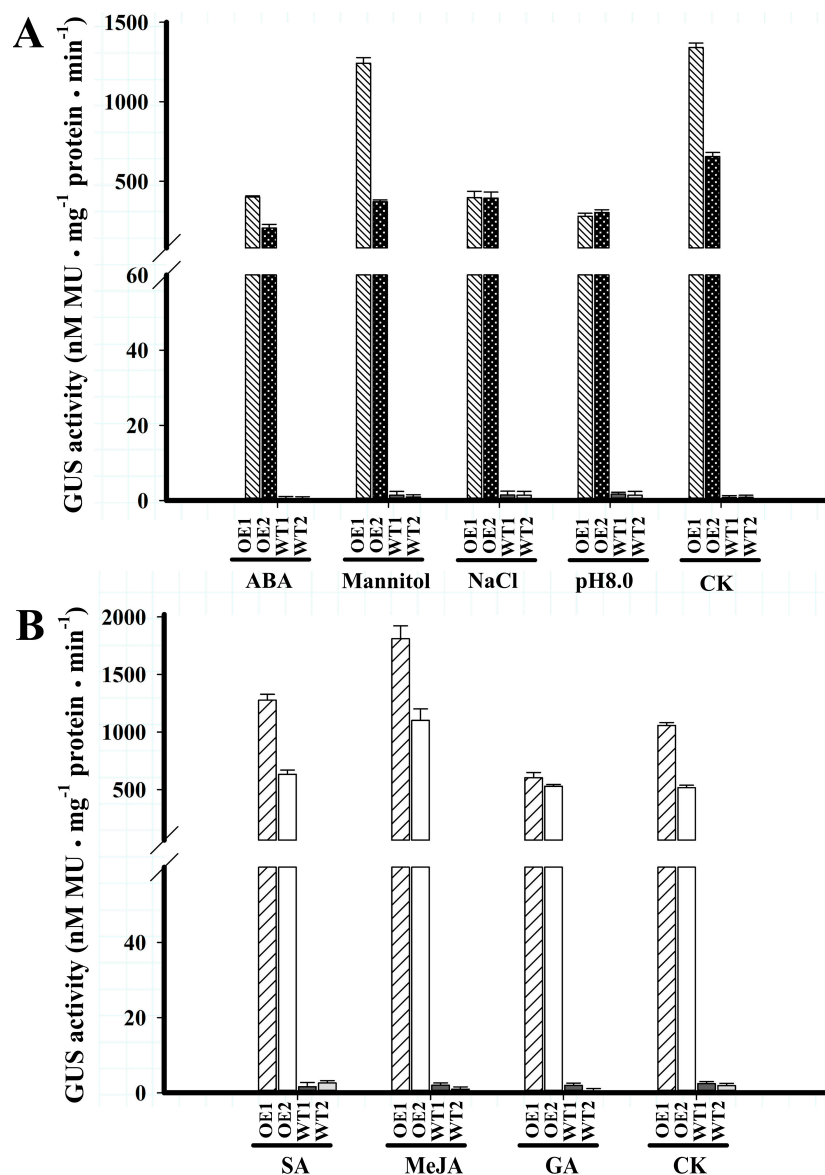 A
GUS activity (nM MU • mg⁻¹ protein • min⁻¹)
1500
1000
500
60
40
20
0
OE1 OE2 WT1 WT2 OE1 OE2 WT1 WT2 OE1 OE2 WT1 WT2 OE1 OE2 WT1 WT2 OE1 OE2 WT1 WT2
ABA Mannitol NaCl pH8.0 CK
B
GUS activity (nM MU • mg⁻¹ protein • min⁻¹)
2000
1500
1000
500
40
20
0
OE1 OE2 WT1 WT2 OE1 OE2 WT1 WT2 OE1 OE2 WT1 WT2 OE1 OE2 WT1 WT2
SA MeJA GA CK